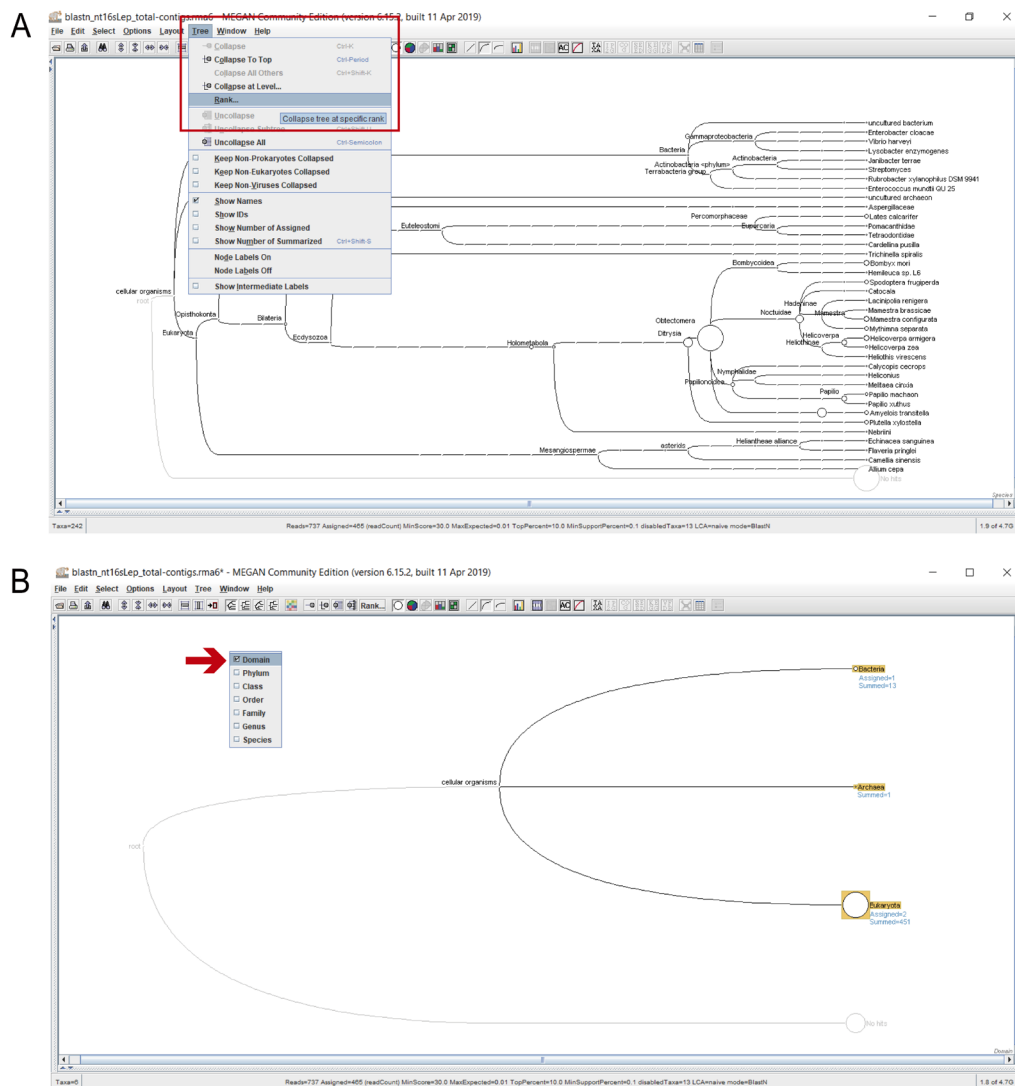 A
blastn_nt16sLep_total-contigs.rma6 - MEGAN Community Edition (version 6.15.2, built 11 Apr 2019)
File Edit Select Options Layout Tree Window Help
Collapse Ctrl-K
Collapse To Top Ctrl-Period
Collapse All Others Ctrl+Shift-K
Collapse at Level...
Rank...
Uncollapse
Collapse tree at specific rank
Uncollapse Subtree
Uncollapse All Ctrl-Semicolon
Keep Non-Prokaryotes Collapsed
Keep Non-Eukaryotes Collapsed
Keep Non-Viruses Collapsed
Show Names
Show IDs
Show Number of Assigned
Show Number of Summarized Ctrl+Shift-S
Node Labels On
Node Labels Off
Show Intermediate Labels
uncultured bacterium
Enterobacter cloacae
Gammaproteobacteria
Vibrio harveyi
Bacteria
Lysobacter enzymogenes
Janibacter terrae
Actinobacteria
Actinobacteria <phylum>
Streptomyces
Terrabacteria group
Rubrobacter xylanophilus DSM 9941
Enterococcus mundtii QU 25
uncultured archaeon
Aspergillaceae
Percomorphaceae
Lates calcarifer
Euteleostomi
Eupercaria
Pomacanthidae
Tetraodontidae
Cardellina pusilla
Trichinella spiralis
Bombycoidea
Bombyx mori
Hemileuca sp. L6
Spodoptera frugiperda
cellular organisms
root
Catocala
Hadeninae
Lacinipolia renigera
Noctuidae
Mamestra
Mamestra brassicae
Opisthokonta
Bilateria
Obtectomera
Mamestra configurata
Mythimna separata
Eukaryota
Ditrysia
Ecdysozoa
Helicoverpa
Heliothinae
Helicoverpa armigera
Holometabola
Helicoverpa zea
Heliothis virescens
Calycopis cecrops
Nymphalidae
Heliconius
Papilionoidea
Melitaea cinxia
Papilio
Papilio machaon
Papilio xuthus
Amyelois transitella
Plutella xylostella
Nebriini
Heliantheae alliance
Echinacea sanguinea
asterids
Mesangiospermae
Flaveria pringlei
Camellia sinensis
Allium cepa
No hits
Species
Taxa=242 Reads=737 Assigned=465 (readCount) MinScore=30.0 MaxExpected=0.01 TopPercent=10.0 MinSupportPercent=0.1 disabledTaxa=13 LCA=naive mode=BlastN 1.9 of 4.7G
B
blastn_nt16sLep_total-contigs.rma6* - MEGAN Community Edition (version 6.15.2, built 11 Apr 2019)
File Edit Select Options Layout Tree Window Help
Rank...
Domain
Phylum
Class
Order
Family
Genus
Species
Bacteria
Assigned=1
Summed=13
cellular organisms
Archaea
Summed=1
root
Eukaryota
Assigned=2
Summed=451
No hits
Domain
Taxa=6 Reads=737 Assigned=465 (readCount) MinScore=30.0 MaxExpected=0.01 TopPercent=10.0 MinSupportPercent=0.1 disabledTaxa=13 LCA=naive mode=BlastN 1.8 of 4.7G